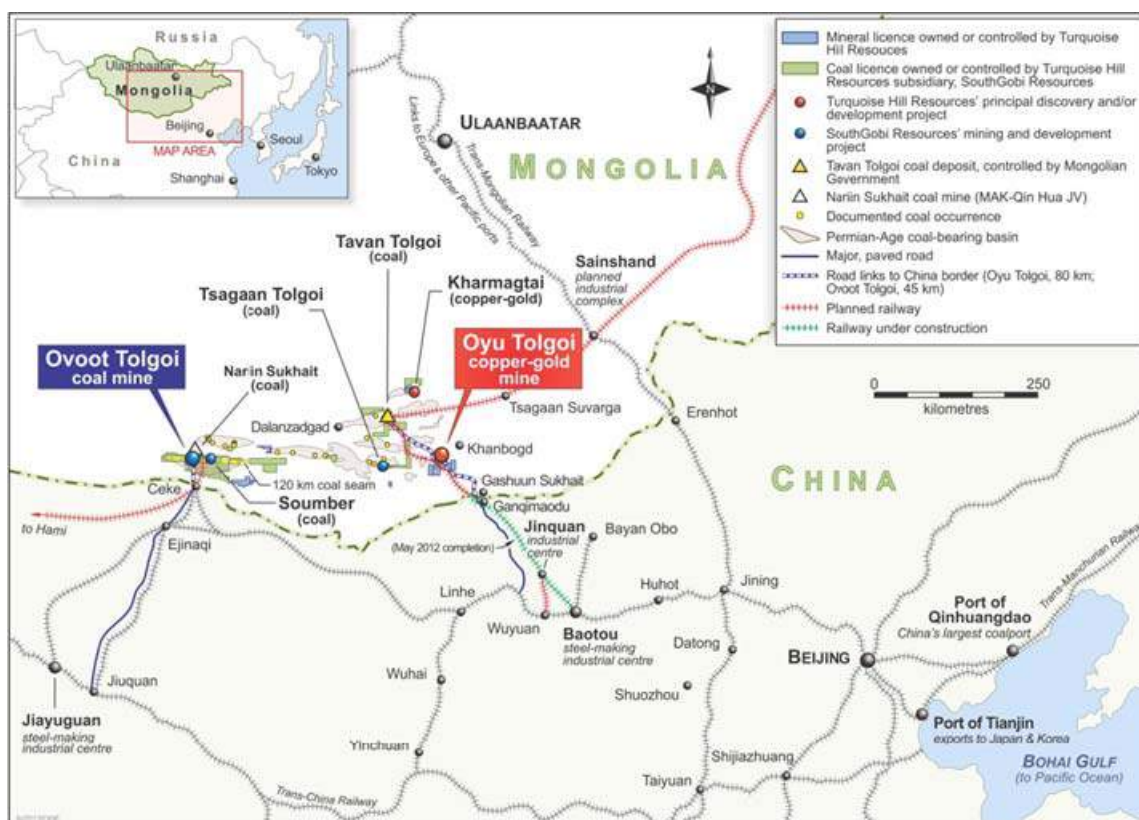 Russia
Ulaanbaatar
Mongolia
Beijing
MAP AREA
China
Seoul
Tokyo
Shanghai
Mineral licence owned or controlled by Turquoise
Hill Resouces
Coal licence owned or controlled by Turquoise Hill
Resources subsidiary, SouthGobi Resources
Turquoise Hill Resources' principal discovery and/or
development project
SouthGobi Resources' mining and development
project
Tavan Tolgoi coal deposit, controlled by Mongolian
Government
Nariin Sukhait coal mine (MAK-Qin Hua JV)
Documented coal occurrence
Permian-Age coal-bearing basin
Major, paved road
Road links to China border (Oyu Tolgoi, 80 km;
Ovoot Tolgoi, 45 km)
Planned railway
Railway under construction
N
0 250
kilometres
ULAANBAATAR
MONGOLIA
Links to Europe & other Pacific ports
Trans-Mongolian Railway
Sainshand
planned
industrial
complex
Tavan Tolgoi
(coal)
Kharmagtai
(copper-gold)
Tsagaan Tolgoi
(coal)
Ovoot Tolgoi
coal mine
Oyu Tolgoi
copper-gold
mine
Nariin Sukhait
(coal)
Dalanzadgad
Tsagaan Suvarga
Erenhot
Khanbogd
120 km coal seam
Gashuun Sukhait
Ganqimaodu
Ceke
Soumber
(coal)
CHINA
to Hami
Ejinaqi
(May 2012 completion)
Jinquan
industrial
centre
Bayan Obo
Linhe
Huhot
Jining
Wuyuan
Baotou
steel-making
industrial centre
Datong
Port of
Qinhuangdao
China's largest coalport
Trans-Manchurian Railway
BEIJING
Wuhai
Shuozhou
Jiayuguan
steel-making
industrial centre
Jiuquan
Port of Tianjin
exports to Japan & Korea
Yinchuan
Shijiazhuang
BOHAI GULF
(to Pacific Ocean)
Taiyuan
Trans-China Railway